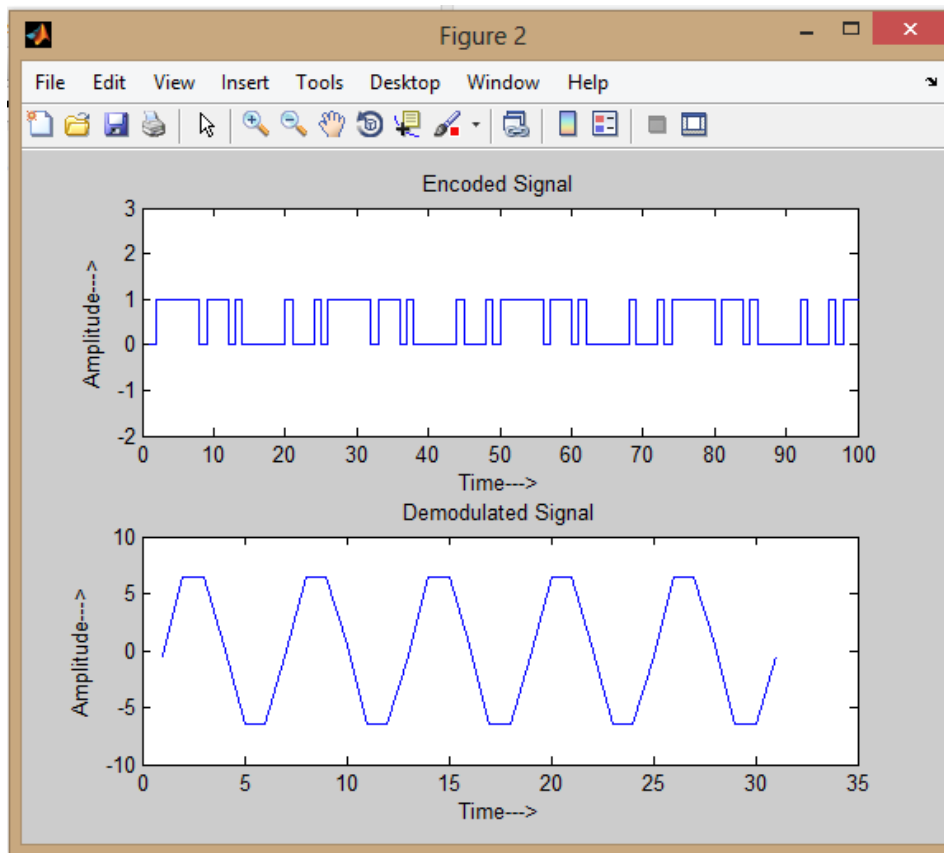 Figure 2
File Edit View Insert Tools Desktop Window Help
Encoded Signal
3
2
1
0
-1
-2
Amplitude--->
0 10 20 30 40 50 60 70 80 90 100
Time--->
Demodulated Signal
10
5
0
-5
-10
Amplitude--->
0 5 10 15 20 25 30 35
Time--->